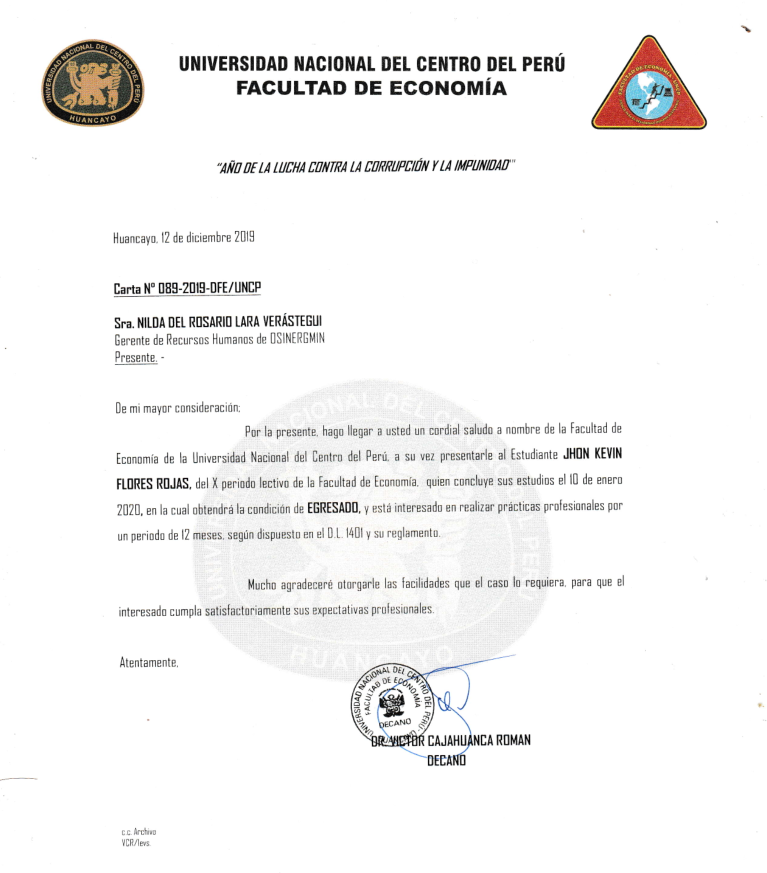 UNIVERSIDAD NACIONAL DEL CENTRO DEL PERÚ
FACULTAD DE ECONOMÍA
UNIVERSIDAD NACIONAL DEL CENTRO DEL PERÚ
HUANCAYO
FACULTAD DE ECONOMÍA UNCP
"AÑO DE LA LUCHA CONTRA LA CORRUPCIÓN Y LA IMPUNIDAD"
Huancayo, 12 de diciembre 2019
Carta N° 089-2019-DFE/UNCP
Sra. NILDA DEL ROSARIO LARA VERÁSTEGUI
Gerente de Recursos Humanos de OSINERGMIN
Presente. -
De mi mayor consideración;
Por la presente, hago llegar a usted un cordial saludo a nombre de la Facultad de
Economía de la Universidad Nacional del Centro del Perú, a su vez presentarle al Estudiante JHON KEVIN
FLORES ROJAS, del X periodo lectivo de la Facultad de Economía, quien concluye sus estudios el 10 de enero
2020, en la cual obtendrá la condición de EGRESADO, y está interesado en realizar prácticas profesionales por
un periodo de 12 meses, según dispuesto en el D.L. 1401 y su reglamento.
Mucho agradeceré otorgarle las facilidades que el caso lo requiera, para que el
interesado cumpla satisfactoriamente sus expectativas profesionales.
HUANCAYO
Atentamente,
UNIVERSIDAD NACIONAL DEL CENTRO DEL PERU
FACULTAD DE ECONOMÍA
DECANO
DR. VICTOR CAJAHUANCA ROMAN
DECANO
c.c. Archivo
VCR/levs.